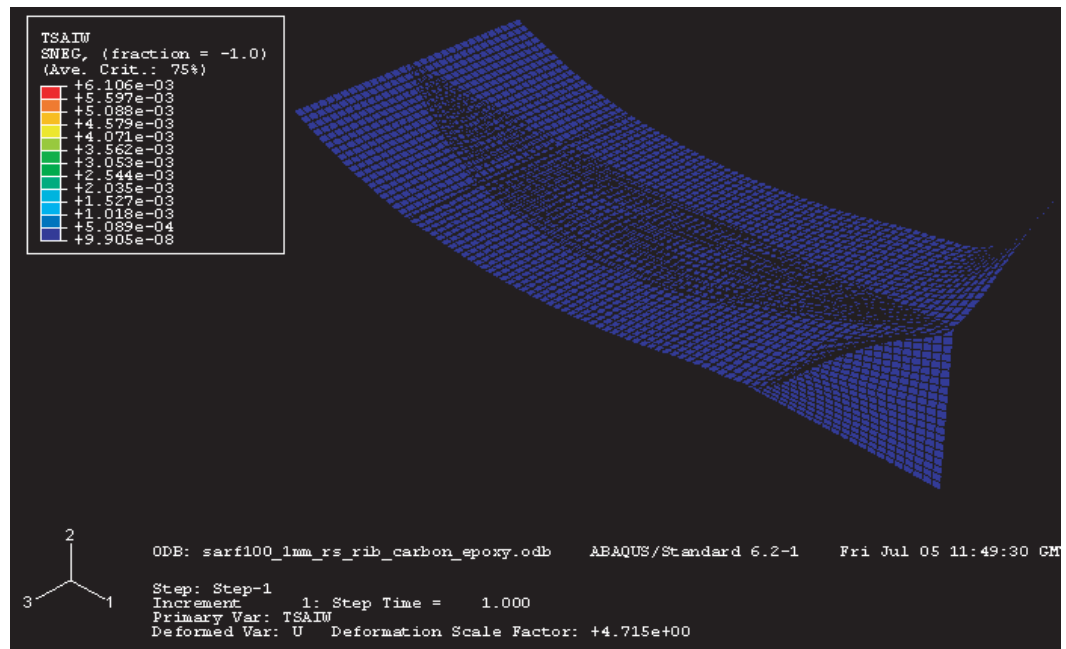 TSAIW
SNEG, (fraction = -1.0)
(Ave. Crit.: 75%)
+6.106e-03
+5.597e-03
+5.088e-03
+4.579e-03
+4.071e-03
+3.562e-03
+3.053e-03
+2.544e-03
+2.035e-03
+1.527e-03
+1.018e-03
+5.089e-04
+9.905e-08
2
3
1
ODB: sarf100_1mm_rs_rib_carbon_epoxy.odb ABAQUS/Standard 6.2-1 Fri Jul 05 11:49:30 GM
Step: Step-1
Increment 1: Step Time = 1.000
Primary Var: TSAIW
Deformed Var: U Deformation Scale Factor: +4.715e+00